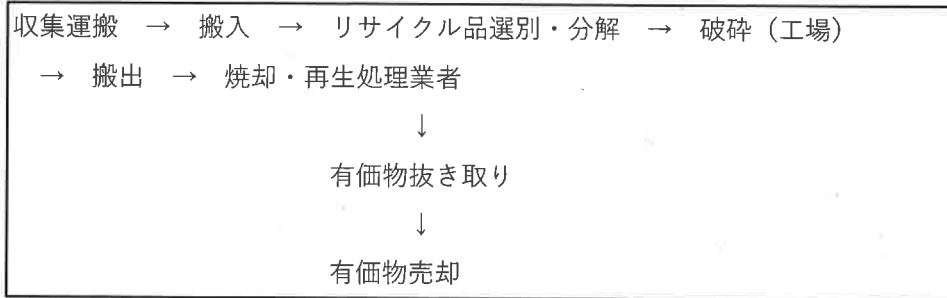 収集運搬 → 搬入 → リサイクル品選別・分解 → 破砕（工場）
→ 搬出 → 焼却・再生処理業者
↓
有価物抜き取り
↓
有価物売却